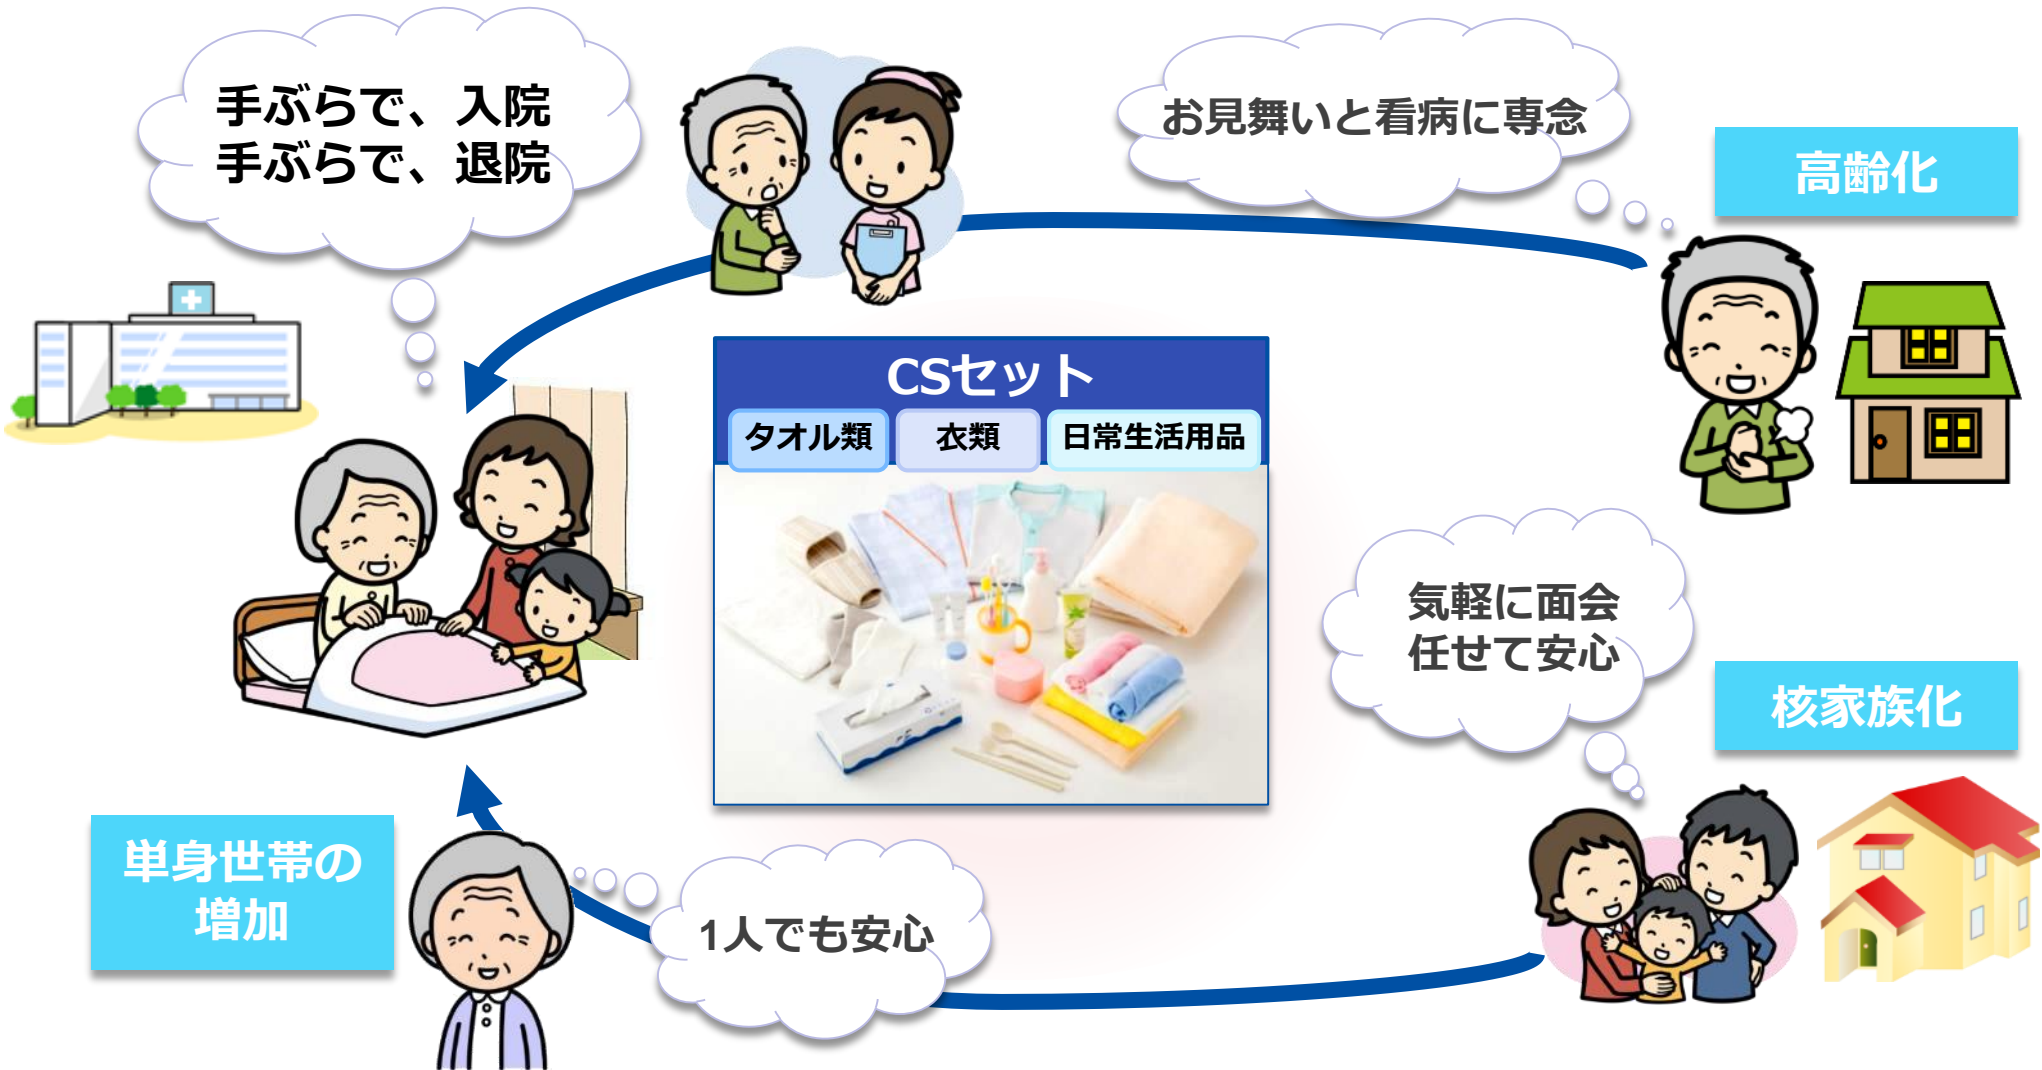 手ぶらで、入院
手ぶらで、退院
お見舞いと看病に専念
高齢化
CSセット
タオル類
衣類
日常生活用品
気軽に面会
任せて安心
核家族化
単身世帯の
増加
1人でも安心